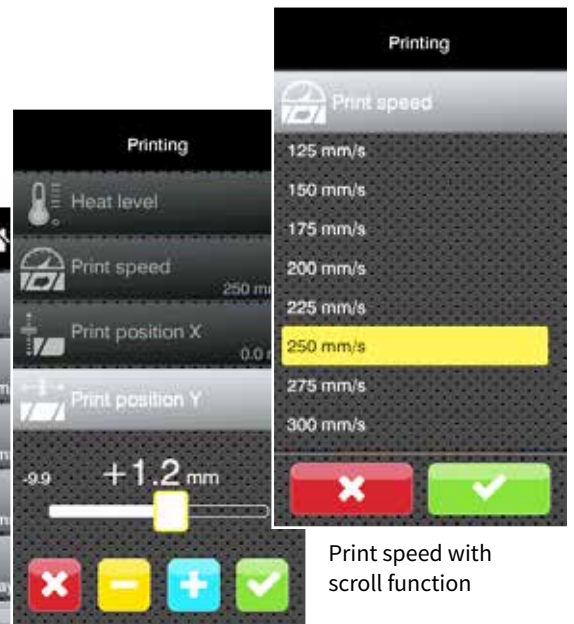 Printing
Heat level
Print speed
250 m
Print position X
0.0
Print position Y
-9.9 +1.2 mm
Printing
Print speed
125 mm/s
150 mm/s
175 mm/s
200 mm/s
225 mm/s
250 mm/s
275 mm/s
300 mm/s
Print speed with
scroll function